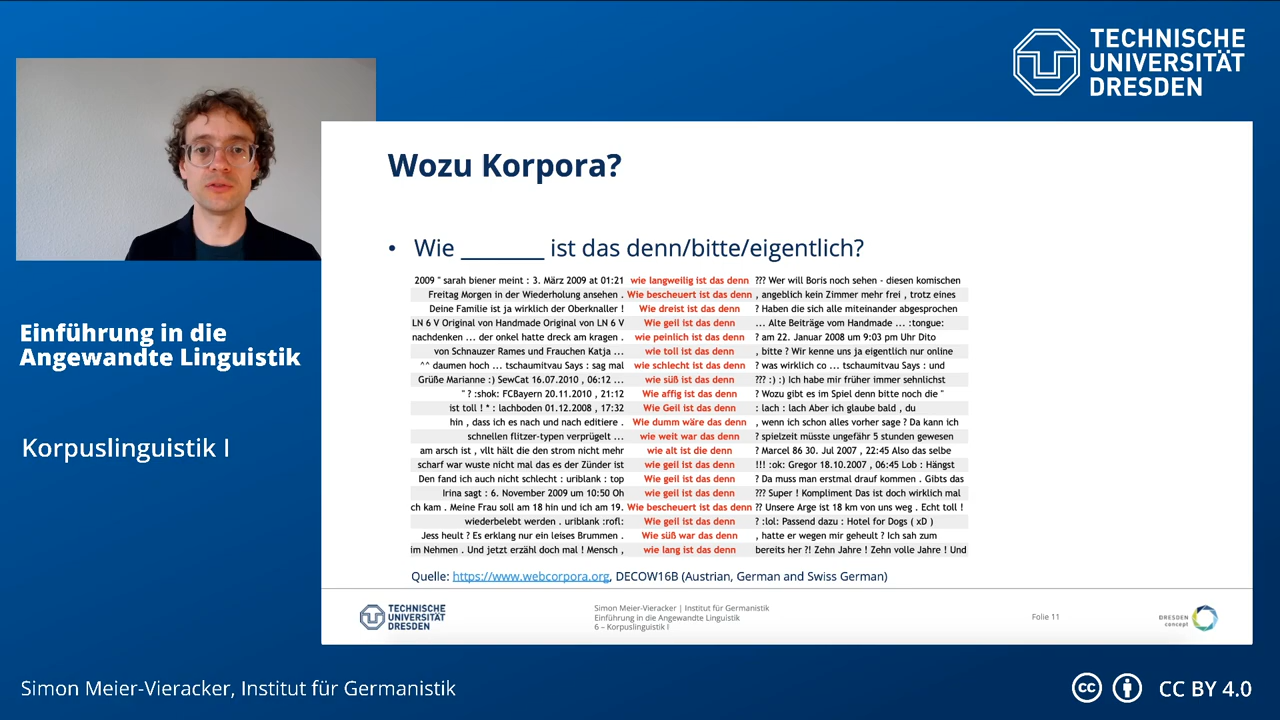 TECHNISCHE
UNIVERSITÄT
DRESDEN
Wozu Korpora?
• Wie _______ ist das denn/bitte/eigentlich?
2009 " sarah biener meint : 3. März 2009 at 01:21 wie langweilig ist das denn ??? Wer will Boris noch sehen - diesen komischen
Freitag Morgen in der Wiederholung ansehen . Wie bescheuert ist das denn , angeblich kein Zimmer mehr frei , trotz eines
Deine Familie ist ja wirklich der Oberknaller ! Wie dreist ist das denn ? Haben die sich alle miteinander abgesprochen
LN 6 V Original von Handmade Original von LN 6 V Wie geil ist das denn ... Alte Beiträge vom Handmade ... :tongue:
nachdenken ... der onkel hatte dreck am kragen . wie peinlich ist das denn ? am 22. Januar 2008 um 9:03 pm Uhr Dito
von Schnauzer Rames und Frauchen Katja ... wie toll ist das denn , bitte ? Wir kenne uns ja eigentlich nur online
^^ daumen hoch ... tschaumitvau Says : sag mal wie schlecht ist das denn ? was wirklich co ... tschaumitvau Says : und
Grüße Marianne :) SewCat 16.07.2010 , 06:12 ... wie süß ist das denn ??? :) :) Ich habe mir früher immer sehnlichst
" ? :shok: FCBayern 20.11.2010 , 21:12 Wie affig ist das denn ? Wozu gibt es im Spiel denn bitte noch die "
ist toll ! * : lachboden 01.12.2008 , 17:32 Wie Geil ist das denn : lach : lach Aber ich glaube bald , du
hin , dass ich es nach und nach editiere . Wie dumm wäre das denn , wenn ich schon alles vorher sage ? Da kann ich
schnellen flitzer-typen verprügelt ... wie weit war das denn ? spielzeit müsste ungefähr 5 stunden gewesen
am arsch ist , vllt hält die den strom nicht mehr wie alt ist die denn ? Marcel 86 30. Jul 2007 , 22:45 Also das selbe
scharf war wuste nicht mal das es der Zünder ist wie geil ist das denn !!! :ok: Gregor 18.10.2007 , 06:45 Lob : Hängst
Den fand ich auch nicht schlecht : uriblank : top Wie geil ist das denn ? Da muss man erstmal drauf kommen . Gibts das
Irina sagt : 6. November 2009 um 10:50 Oh wie geil ist das denn ??? Super ! Kompliment Das ist doch wirklich mal
ch kam . Meine Frau soll am 18 hin und ich am 19. Wie bescheuert ist das denn ?? Unsere Arge ist 18 km von uns weg . Echt toll !
wiederbelebt werden . uriblank :rofl: Wie geil ist das denn ? :lol: Passend dazu : Hotel for Dogs ( xD )
Jess heult ? Es erklang nur ein leises Brummen . Wie süß war das denn , hatte er wegen mir geheult ? Ich sah zum
im Nehmen . Und jetzt erzähl doch mal ! Mensch , wie lang ist das denn bereits her ?! Zehn Jahre ! Zehn volle Jahre ! Und
Quelle: https://www.webcorpora.org, DECOW16B (Austrian, German and Swiss German)
TECHNISCHE
UNIVERSITÄT
DRESDEN
Simon Meier-Vieracker | Institut für Germanistik
Einführung in die Angewandte Linguistik
6 – Korpuslinguistik I
Folie 11
DRESDEN
concept
Einführung in die
Angewandte Linguistik
Korpuslinguistik I
Simon Meier-Vieracker, Institut für Germanistik
cc
CC BY 4.0